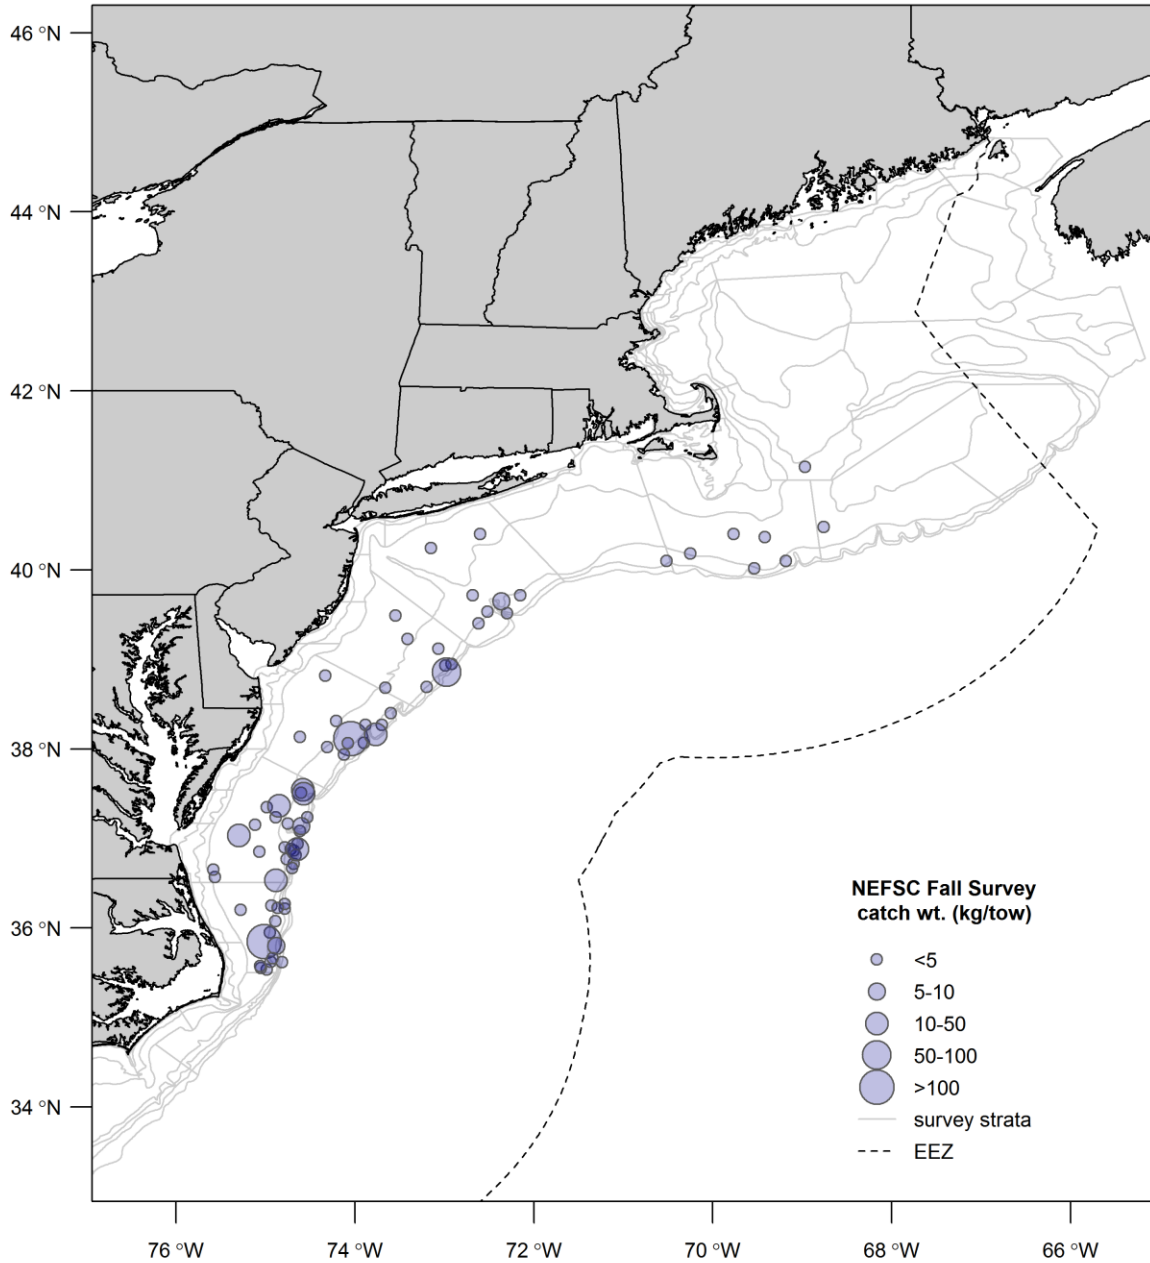 46 °N
44 °N
42 °N
40 °N
38 °N
36 °N
34 °N
NEFSC Fall Survey
catch wt. (kg/tow)
<5
5-10
10-50
50-100
>100
survey strata
EEZ
76 °W 74 °W 72 °W 70 °W 68 °W 66 °W